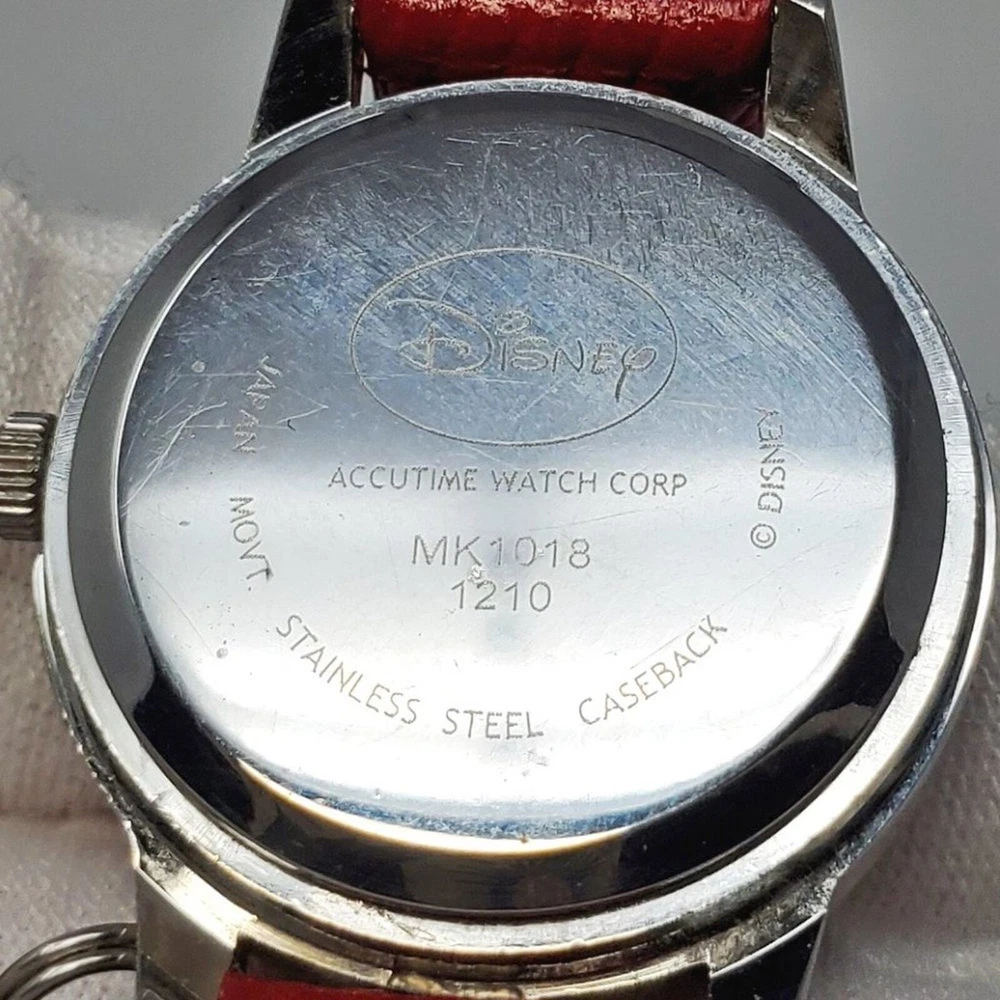 Disney
ACCUTIME WATCH CORP
MK1018
1210
JAPAN MOVT STAINLESS STEEL CASEBACK
© DISNEY